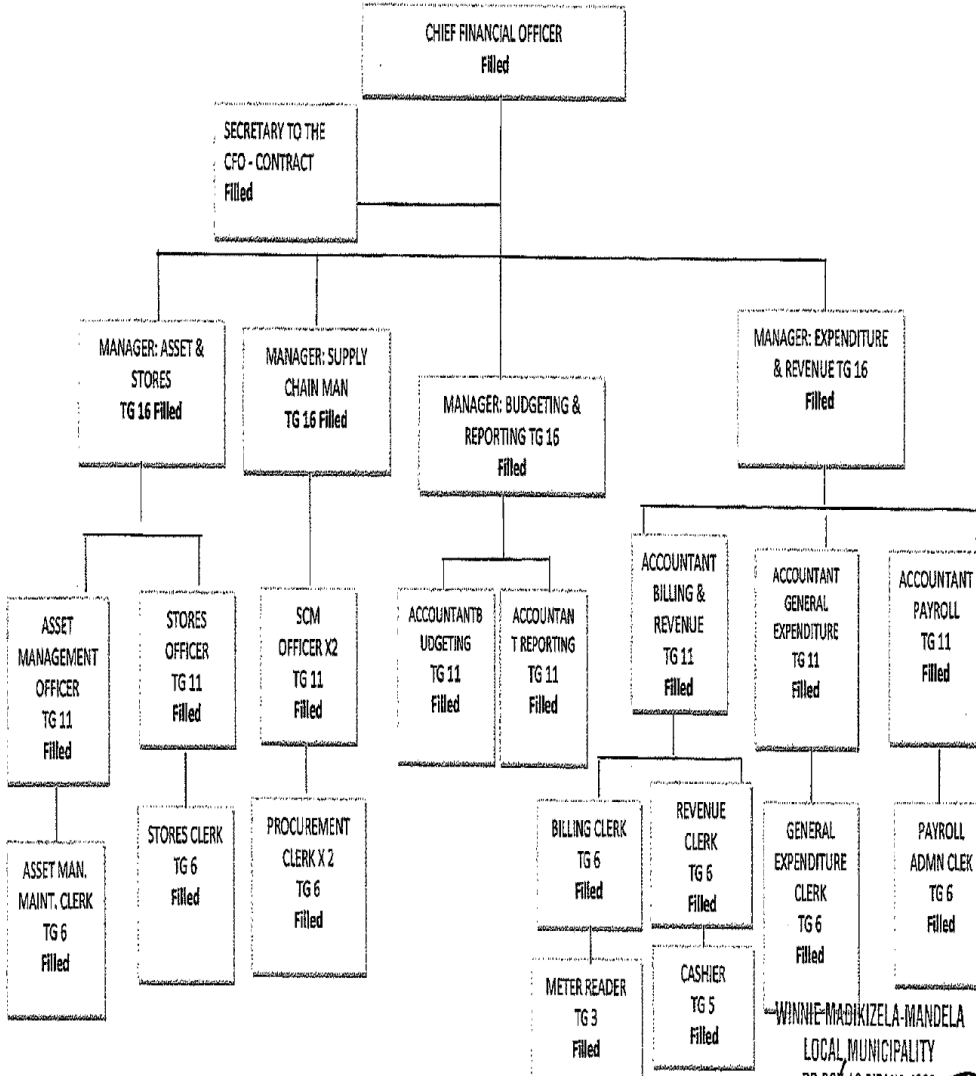 CHIEF FINANCIAL OFFICER
Filled
SECRETARY TO THE
CFO - CONTRACT
Filled
MANAGER: ASSET &
STORES
TG 16 Filled
MANAGER: SUPPLY
CHAIN MAN
TG 16 Filled
MANAGER: BUDGETING &
REPORTING TG 16
Filled
MANAGER: EXPENDITURE
& REVENUE TG 16
Filled
ASSET
MANAGEMENT
OFFICER
TG 11
Filled
STORES
OFFICER
TG 11
Filled
SCM
OFFICER X2
TG 11
Filled
ACCOUNTANTB
UDGETING
TG 11
Filled
ACCOUNTAN
T REPORTING
TG 11
Filled
ACCOUNTANT
BILLING &
REVENUE
TG 11
Filled
ACCOUNTANT
GENERAL
EXPENDITURE
TG 11
Filled
ACCOUNTANT
PAYROLL
TG 11
Filled
ASSET MAN.
MAINT. CLERK
TG 6
Filled
STORES CLERK
TG 6
Filled
PROCUREMENT
CLERK X 2
TG 6
Filled
BILLING CLERK
TG 6
Filled
REVENUE
CLERK
TG 6
Filled
GENERAL
EXPENDITURE
CLERK
TG 6
Filled
PAYROLL
ADMN CLEK
TG 6
Filled
METER READER
TG 3
Filled
CASHIER
TG 5
Filled
WINNIE MADIKIZELA-MANDELA
LOCAL MUNICIPALITY